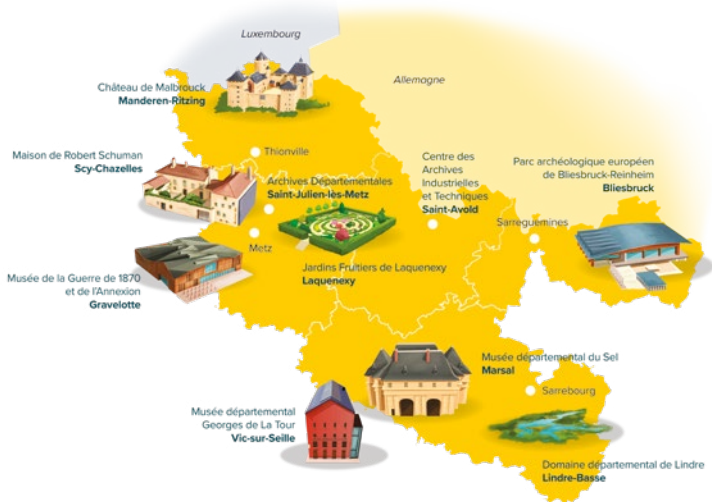 Luxembourg
Allemagne
Château de Malbrouck
Manderen-Ritzing
Thionville
Maison de Robert Schuman
Scy-Chazelles
Archives Départementales
Saint-Julien-lès-Metz
Centre des
Archives
Industrielles
et Techniques
Saint-Avold
Parc archéologique européen
de Bliesbruck-Reinheim
Bliesbruck
Sarreguemines
Metz
Jardins Fruitiers de Laquenexy
Laquenexy
Musée de la Guerre de 1870
et de l'Annexion
Gravelotte
Musée départemental du Sel
Marsal
Sarrebourg
Musée départemental
Georges de La Tour
Vic-sur-Seille
Domaine départemental de Lindre
Lindre-Basse